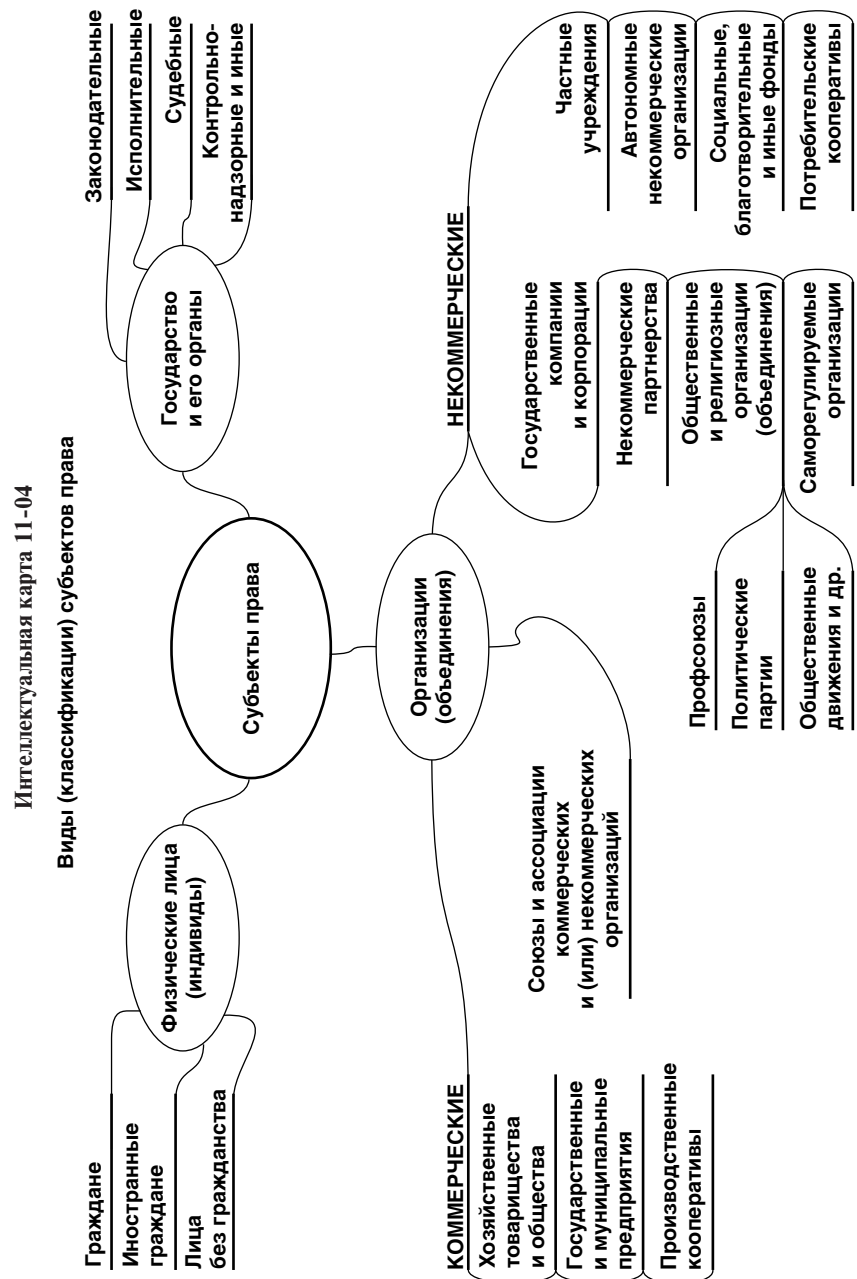 Интеллектуальная карта 11-04
Виды (классификации) субъектов права
Граждане
Иностранные
граждане
Лица
без гражданства
Физические лица
(индивиды)
Субъекты права
Государство
и его органы
Законодательные
Исполнительные
Судебные
Контрольно-
надзорные и иные
Организации
(объединения)
КОММЕРЧЕСКИЕ
Хозяйственные
товарищества
и общества
Государственные
и муниципальные
предприятия
Производственные
кооперативы
Союзы и ассоциации
коммерческих
и (или) некоммерческих
организаций
НЕКОММЕРЧЕСКИЕ
Государственные
компании
и корпорации
Некоммерческие
партнерства
Общественные
и религиозные
организации
(объединения)
Саморегулируемые
организации
Профсоюзы
Политические
партии
Общественные
движения и др.
Частные
учреждения
Автономные
некоммерческие
организации
Социальные,
благотворительные
и иные фонды
Потребительские
кооперативы